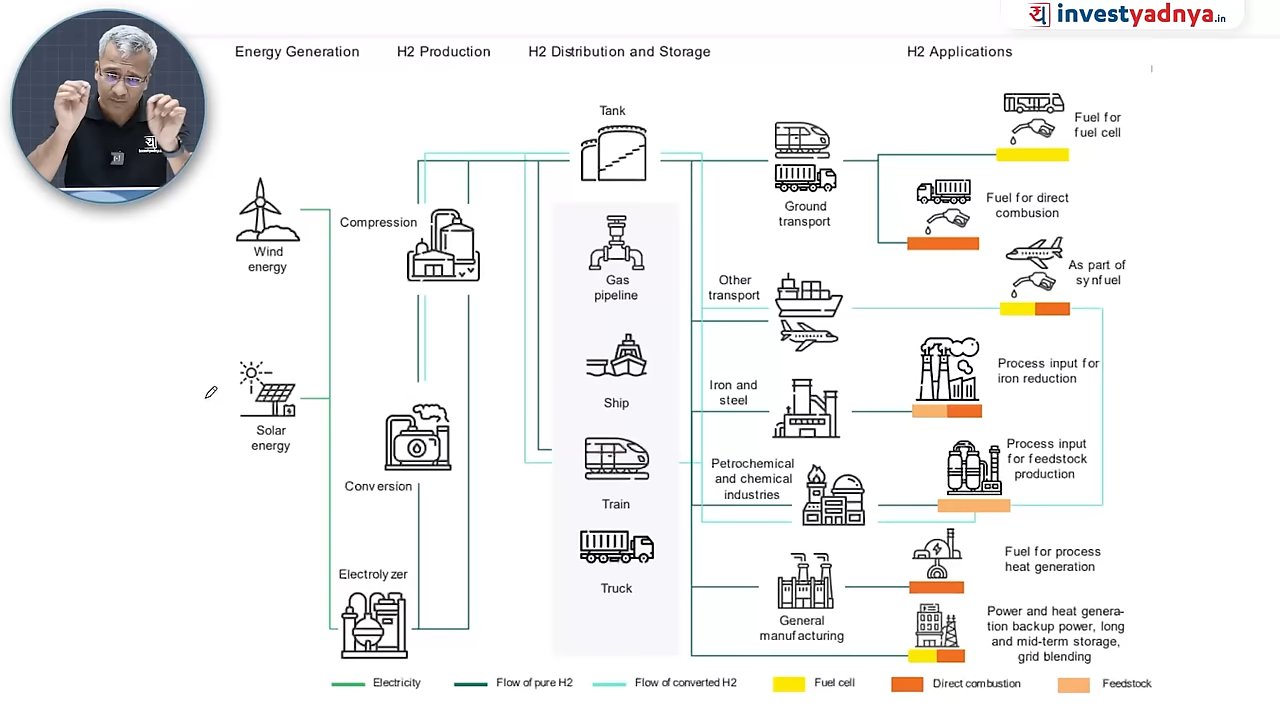 investyadnya.in
Energy Generation
H2 Production
H2 Distribution and Storage
H2 Applications
Tank
Fuel for
fuel cell
Compression
Ground
transport
Fuel for direct
combusion
Wind
energy
Gas
pipeline
Other
transport
As part of
synfuel
Solar
energy
Ship
Iron and
steel
Process input for
iron reduction
Conversion
Train
Petrochemical
and chemical
industries
Process input
for feedstock
production
Electrolyzer
Truck
General
manufacturing
Fuel for process
heat generation
Power and heat genera-
tion backup power, long
and mid-term storage,
grid blending
Electricity
Flow of pure H2
Flow of converted H2
Fuel cell
Direct combustion
Feedstock